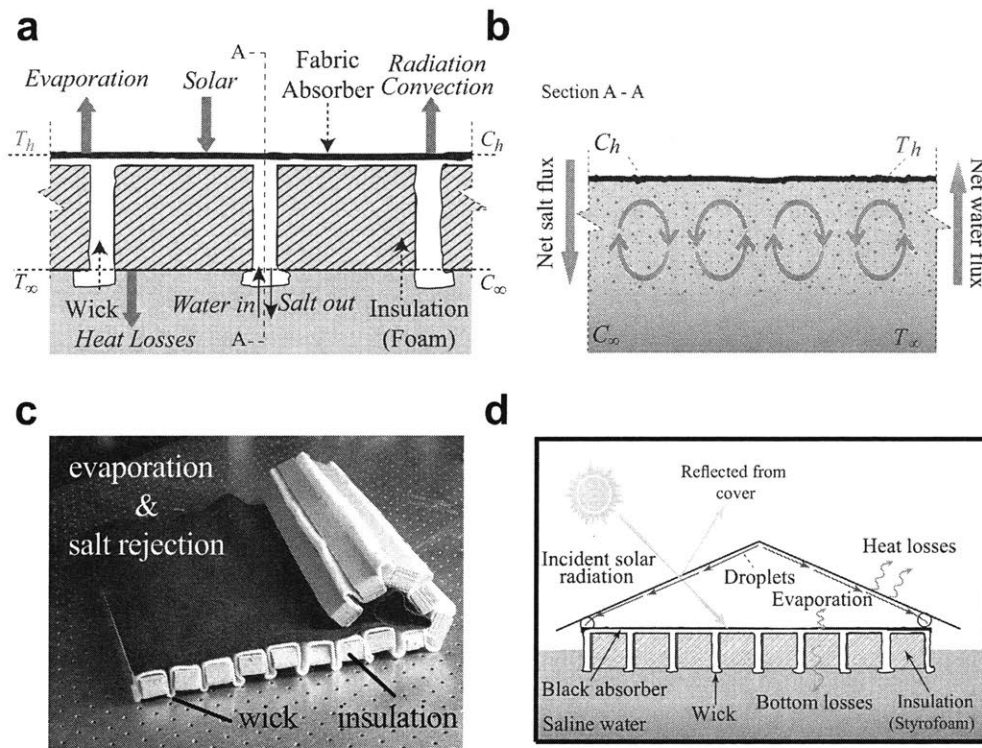 a
Evaporation
Solar
A
Fabric
Absorber
Radiation
Convection
T_h
C_h
T_∞
C_∞
Wick
Water in
Salt out
Insulation
(Foam)
Heat Losses
A
b
Section A - A
C_h
T_h
Net salt flux
Net water
flux
C_∞
T_∞
c
evaporation
&
salt rejection
wick
insulation
d
Reflected from
cover
Incident solar
radiation
Droplets
Heat losses
Evaporation
Black absorber
Wick
Bottom losses
Insulation
(Styrofoam)
Saline water